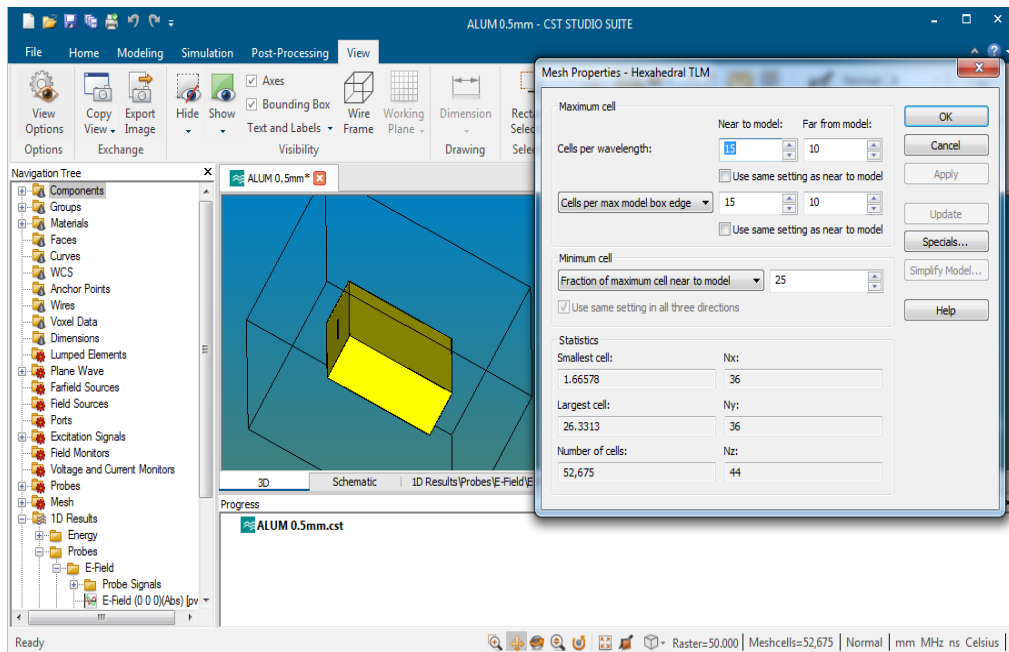 ALUM 0.5mm - CST STUDIO SUITE
File Home Modeling Simulation Post-Processing View
View Options
Copy View
Export Image
Hide
Show
Axes
Bounding Box
Text and Labels
Wire Frame
Working Plane
Dimension
Options
Exchange
Visibility
Drawing
Navigation Tree
Components
Groups
Materials
Faces
Curves
WCS
Anchor Points
Wires
Voxel Data
Dimensions
Lumped Elements
Plane Wave
Farfield Sources
Field Sources
Ports
Excitation Signals
Field Monitors
Voltage and Current Monitors
Probes
Mesh
1D Results
Energy
Probes
E-Field
Probe Signals
E-Field (0 0 0)(Abs) [pw
ALUM 0.5mm*
3D Schematic 1D Results\Probes\E-Field\E
Progress
ALUM 0.5mm.cst
Mesh Properties - Hexahedral TLM
Maximum cell
Near to model: Far from model:
Cells per wavelength: 15 10
Use same setting as near to model
Cells per max model box edge 15 10
Use same setting as near to model
Minimum cell
Fraction of maximum cell near to model 25
Use same setting in all three directions
Statistics
Smallest cell: Nx:
1.66578 36
Largest cell: Ny:
26.3313 36
Number of cells: Nz:
52,675 44
OK
Cancel
Apply
Update
Specials...
Simplify Model...
Help
Ready
Raster=50.000 Meshcells=52,675 Normal mm MHz ns Celsius